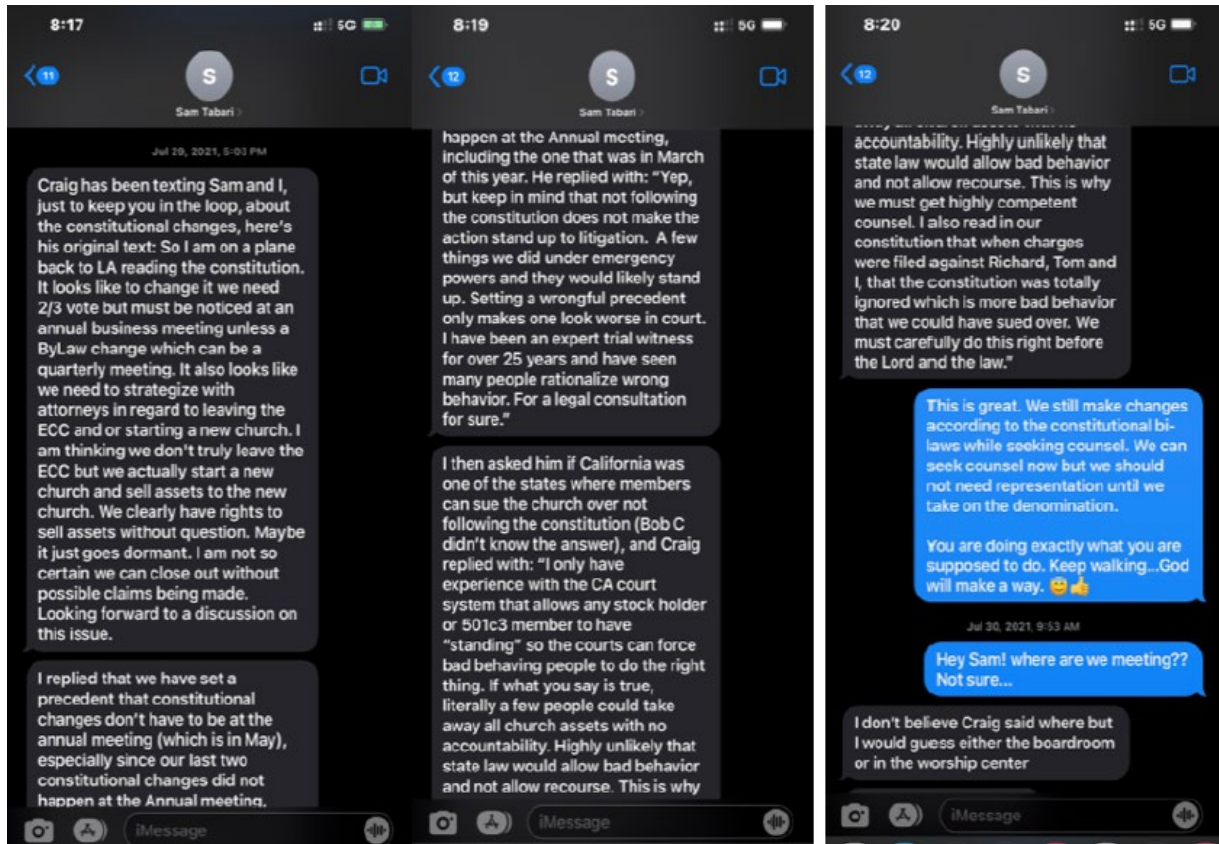 8:17
5G
11
S
Sam Tabari
Jul 29, 2021, 5:03 PM
Craig has been texting Sam and I,
just to keep you in the loop, about
the constitutional changes, here's
his original text: So I am on a plane
back to LA reading the constitution.
It looks like to change it we need
2/3 vote but must be noticed at an
annual business meeting unless a
ByLaw change which can be a
quarterly meeting. It also looks like
we need to strategize with
attorneys in regard to leaving the
ECC and or starting a new church. I
am thinking we don't truly leave the
ECC but we actually start a new
church and sell assets to the new
church. We clearly have rights to
sell assets without question. Maybe
it just goes dormant. I am not so
certain we can close out without
possible claims being made.
Looking forward to a discussion on
this issue.
I replied that we have set a
precedent that constitutional
changes don't have to be at the
annual meeting (which is in May),
especially since our last two
constitutional changes did not
happen at the Annual meeting,
iMessage
8:19
5G
12
S
Sam Tabari
happen at the Annual meeting,
including the one that was in March
of this year. He replied with: "Yep,
but keep in mind that not following
the constitution does not make the
action stand up to litigation. A few
things we did under emergency
powers and they would likely stand
up. Setting a wrongful precedent
only makes one look worse in court.
I have been an expert trial witness
for over 25 years and have seen
many people rationalize wrong
behavior. For a legal consultation
for sure."
I then asked him if California was
one of the states where members
can sue the church over not
following the constitution (Bob C
didn't know the answer), and Craig
replied with: "I only have
experience with the CA court
system that allows any stock holder
or 501c3 member to have
"standing" so the courts can force
bad behaving people to do the right
thing. If what you say is true,
literally a few people could take
away all church assets with no
accountability. Highly unlikely that
state law would allow bad behavior
and not allow recourse. This is why
iMessage
8:20
5G
12
S
Sam Tabari
away all church assets with no
accountability. Highly unlikely that
state law would allow bad behavior
and not allow recourse. This is why
we must get highly competent
counsel. I also read in our
constitution that when charges
were filed against Richard, Tom and
I, that the constitution was totally
ignored which is more bad behavior
that we could have sued over. We
must carefully do this right before
the Lord and the law."
This is great. We still make changes
according to the constitutional bi-
laws while seeking counsel. We can
seek counsel now but we should
not need representation until we
take on the denomination.
You are doing exactly what you are
supposed to do. Keep walking...God
will make a way. 😇👍
Jul 30, 2021, 9:53 AM
Hey Sam! where are we meeting??
Not sure...
I don't believe Craig said where but
I would guess either the boardroom
or in the worship center
iMessage